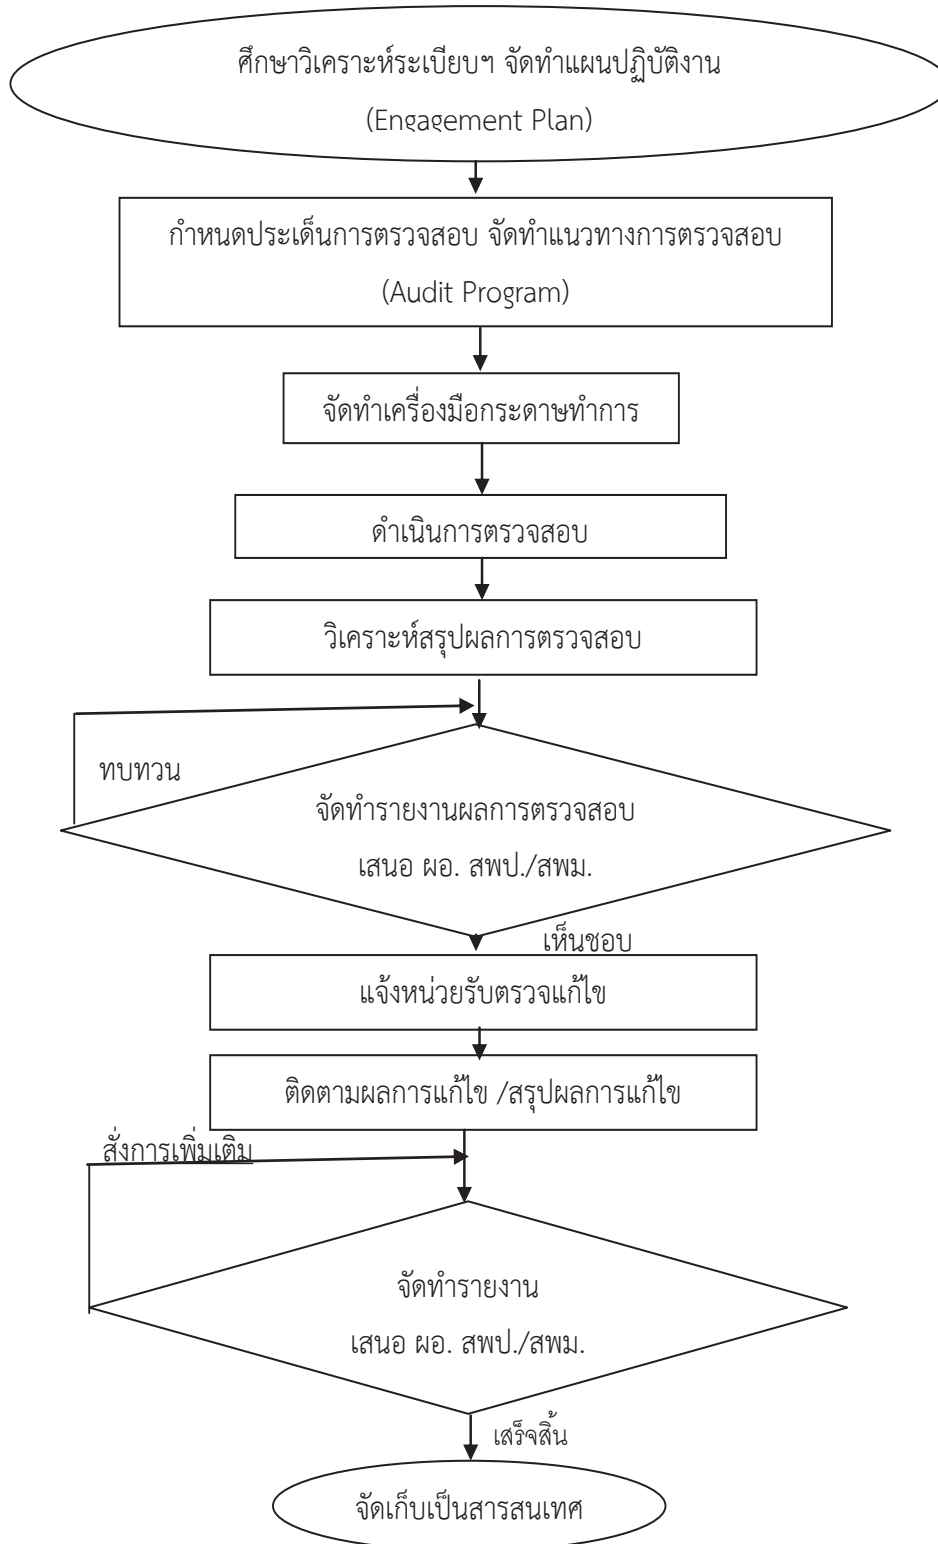 ศึกษาวิเคราะห์ระเบียบฯ จัดทำแผนปฏิบัติงาน
(Engagement Plan)
กำหนดประเด็นการตรวจสอบ จัดทำแนวทางการตรวจสอบ
(Audit Program)
จัดทำเครื่องมือกระดาษทำการ
ดำเนินการตรวจสอบ
วิเคราะห์สรุปผลการตรวจสอบ
ทบทวน
จัดทำรายงานผลการตรวจสอบ
เสนอ ผอ. สพป./สพม.
เห็นชอบ
แจ้งหน่วยรับตรวจแก้ไข
ติดตามผลการแก้ไข /สรุปผลการแก้ไข
สั่งการเพิ่มเติม
จัดทำรายงาน
เสนอ ผอ. สพป./สพม.
เสร็จสิ้น
จัดเก็บเป็นสารสนเทศ